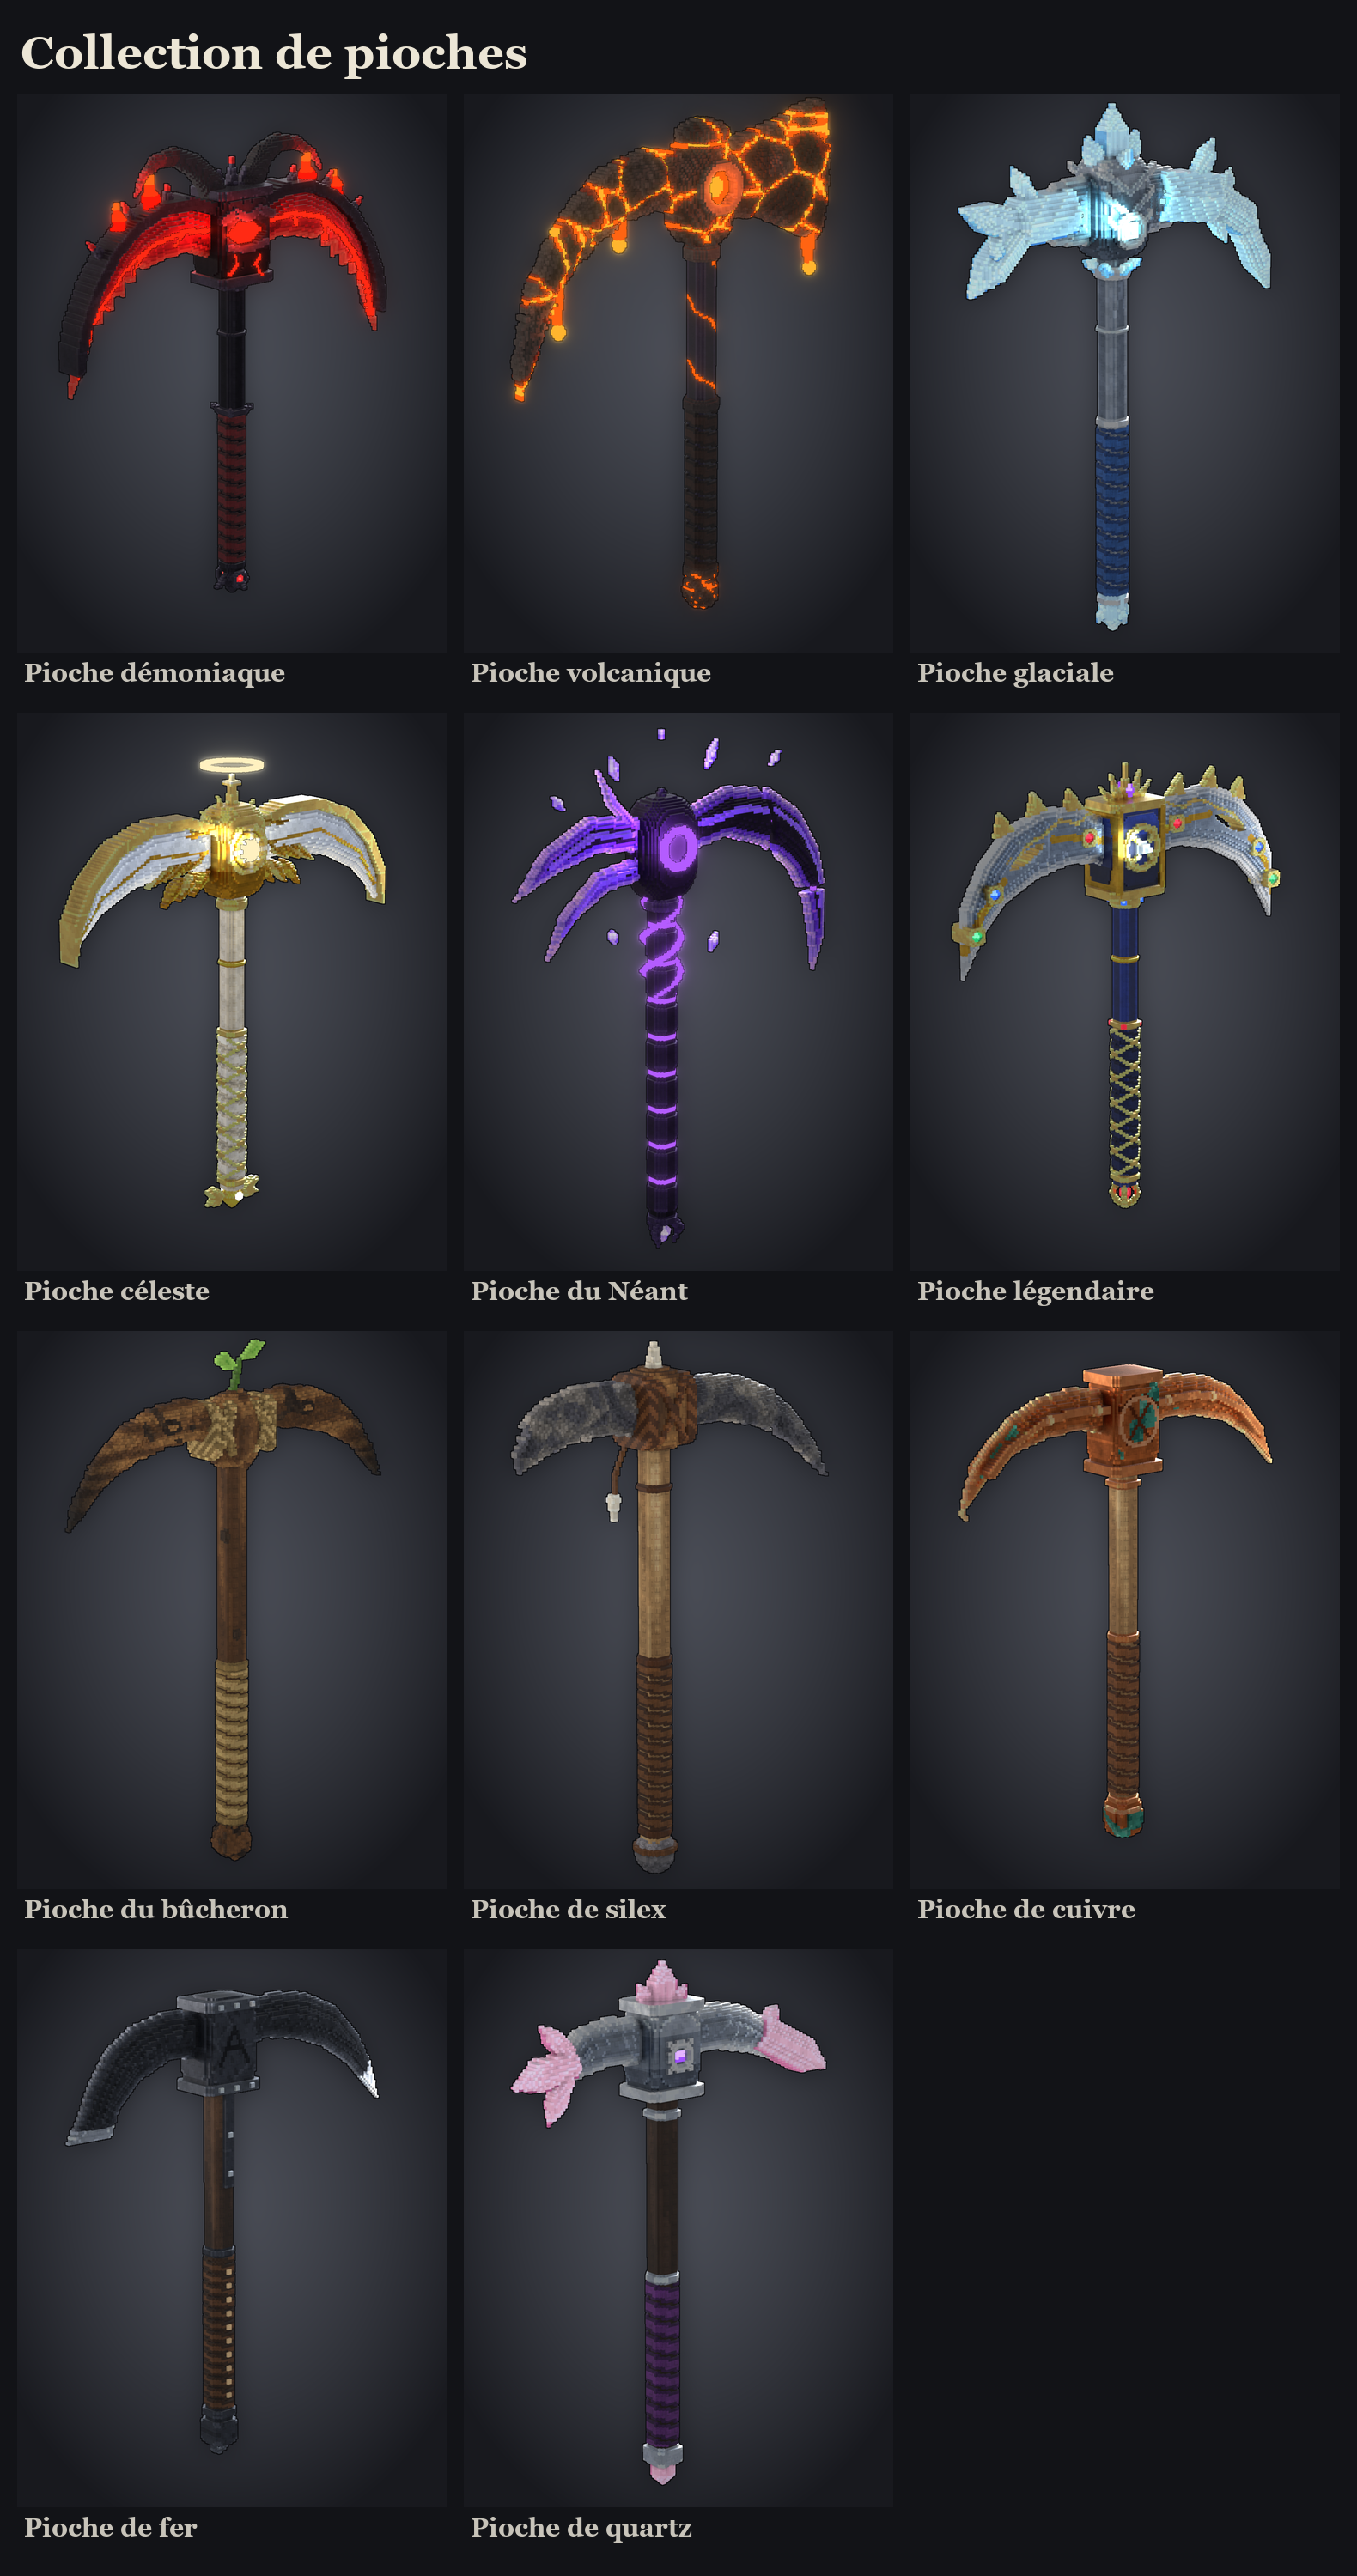 Collection de pioches
Pioche démoniaque
Pioche volcanique
Pioche glaciale
Pioche céleste
Pioche du Néant
Pioche légendaire
Pioche du bûcheron
Pioche de silex
Pioche de cuivre
A
Pioche de fer
Pioche de quartz